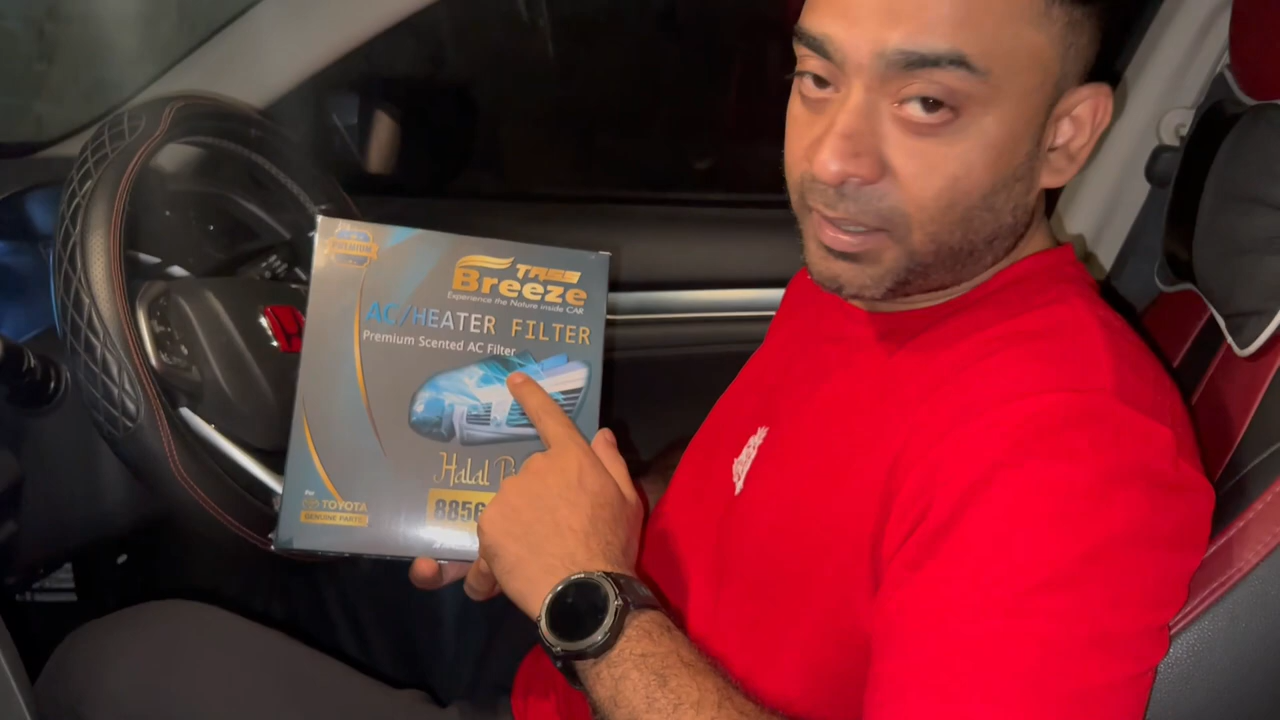 PREMIUM
TASS
Breeze
Experience the Nature inside CAR
AC/HEATER FILTER
Premium Scented AC Filter
Halal
8856
For
TOYOTA
GENUINE PARTS